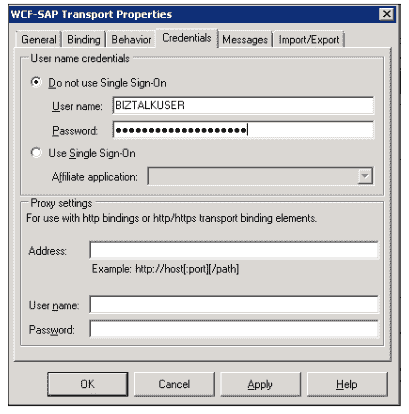 WCF-SAP Transport Properties
General Binding Behavior Credentials Messages Import/Export
User name credentials
Do not use Single Sign-On
User name: BIZTALKUSER
Password: ●●●●●●●●●●●●●●●●●●●●
Use Single Sign-On
Affiliate application:
Proxy settings
For use with http bindings or http/https transport binding elements.
Address:
Example: http://host[:port][/path]
User name:
Password:
OK Cancel Apply Help